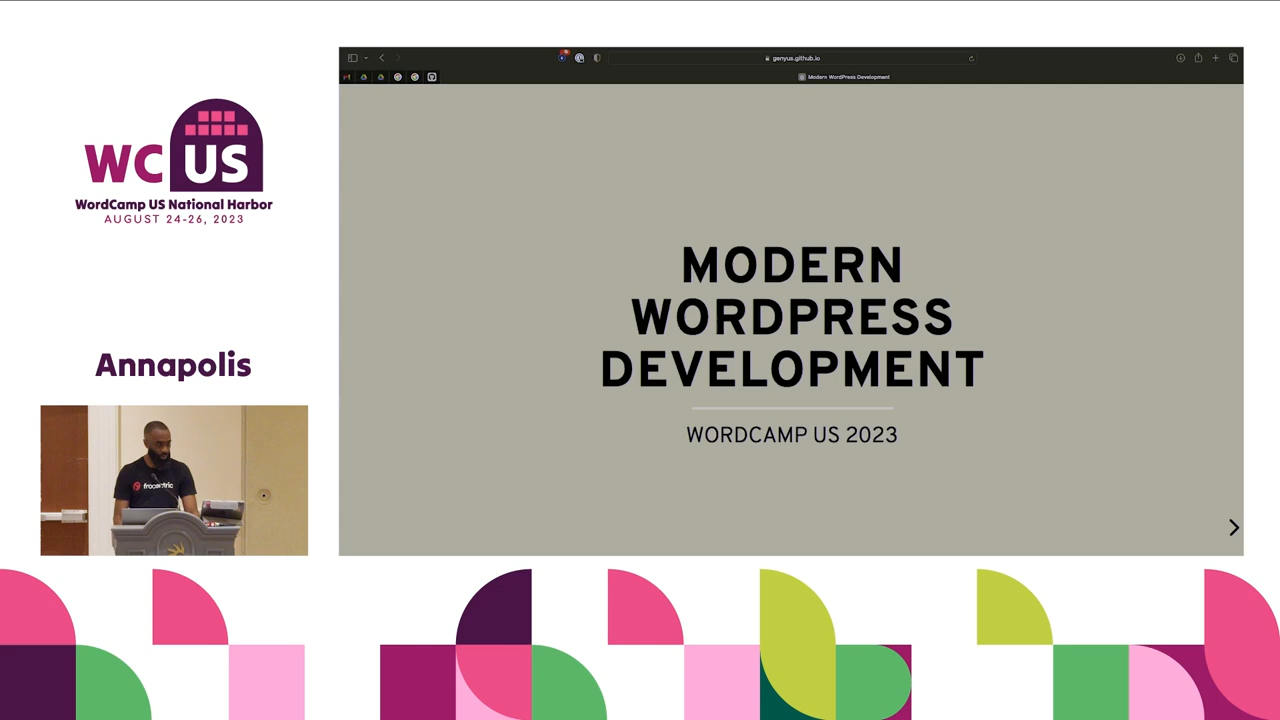 genyus.github.io
Modern WordPress Development
WC US
WordCamp US National Harbor
AUGUST 24-26, 2023
MODERN
WORDPRESS
DEVELOPMENT
WORDCAMP US 2023
Annapolis
frocentric